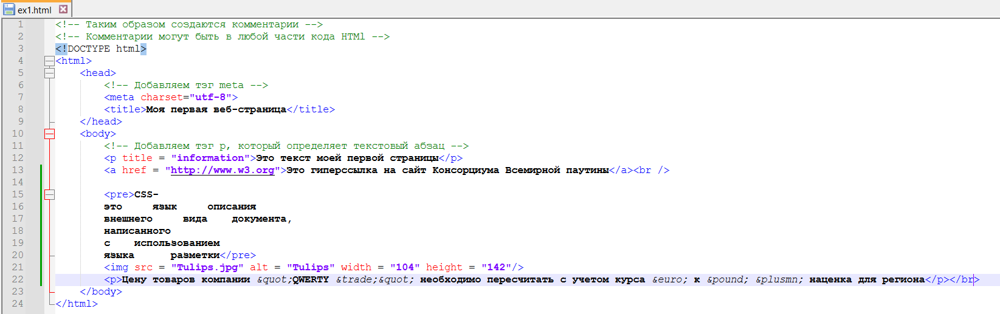 ex1.html
1 <!-- Таким образом создаются комментарии -->
2 <!-- Комментарии могут быть в любой части кода HTMl -->
3 <!DOCTYPE html>
4 <html>
5 <head>
6 <!-- Добавляем тэг meta -->
7 <meta charset="utf-8">
8 <title>Моя первая веб-страница</title>
9 </head>
10 <body>
11 <!-- Добавляем тэг p, который определяет текстовый абзац -->
12 <p title = "information">Это текст моей первой страницы</p>
13 <a href = "http://www.w3.org">Это гиперссылка на сайт Консорциума Всемирной паутины</a><br />
14
15 <pre>CSS-
16 это язык описания
17 внешнего вида документа,
18 написанного
19 с использованием
20 языка разметки</pre>
21 <img src = "Tulips.jpg" alt = "Tulips" width = "104" height = "142"/>
22 <p>Цену товаров компании &quot;QWERTY &trade;&quot; необходимо пересчитать с учетом курса &euro; к &pound; &plusmn; наценка для региона</p></br>
23 </body>
24 </html>